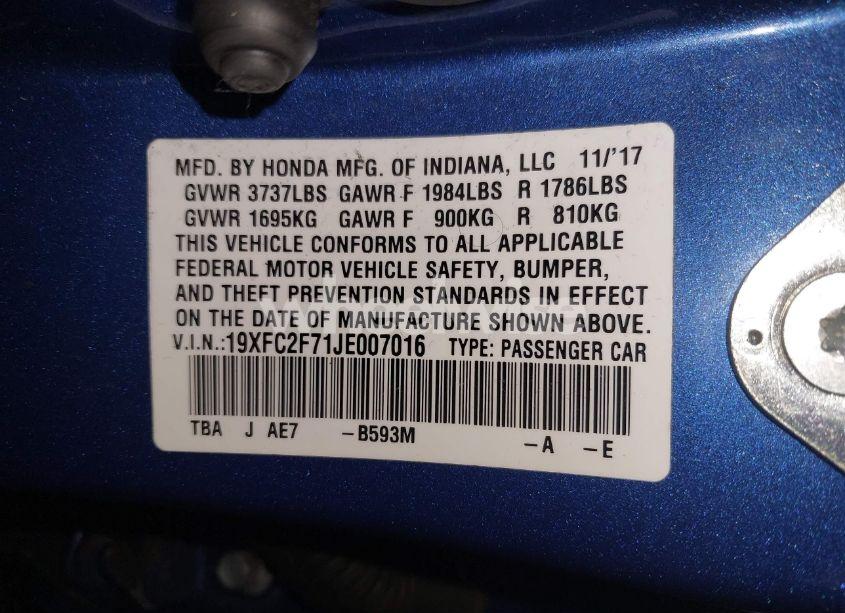 MFD. BY HONDA MFG. OF INDIANA, LLC 11/'17
GVWR 3737LBS GAWR F 1984LBS R 1786LBS
GVWR 1695KG GAWR F 900KG R 810KG
THIS VEHICLE CONFORMS TO ALL APPLICABLE
FEDERAL MOTOR VEHICLE SAFETY, BUMPER,
AND THEFT PREVENTION STANDARDS IN EFFECT
ON THE DATE OF MANUFACTURE SHOWN ABOVE.
V.I.N.:19XFC2F71JE007016 TYPE: PASSENGER CAR
TBA J AE7 -B593M -A -E